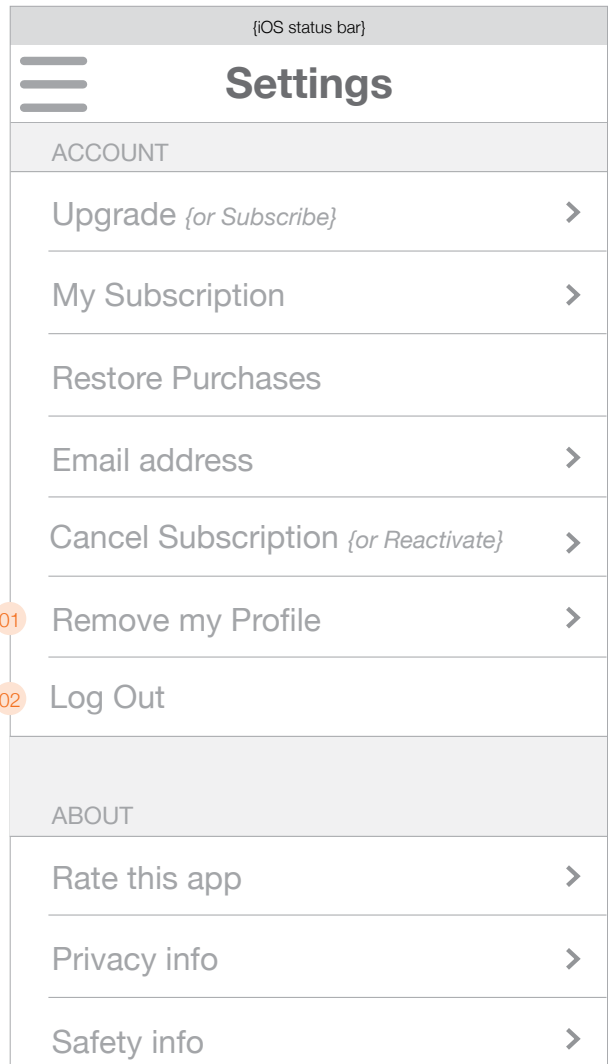 {iOS status bar}
Settings
ACCOUNT
Upgrade {or Subscribe}
My Subscription
Restore Purchases
Email address
Cancel Subscription {or Reactivate}
01 Remove my Profile
02 Log Out
ABOUT
Rate this app
Privacy info
Safety info